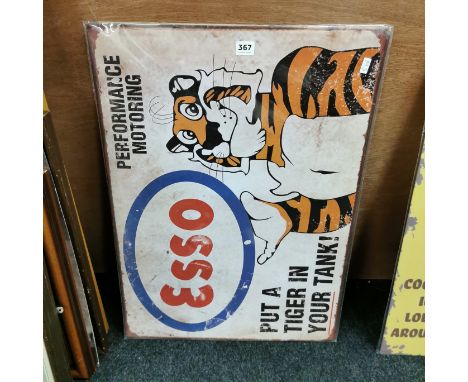 367
PERFORMANCE
MOTORING
ESSO
PUT A
TIGER IN
YOUR TANK!
COO
LO
AROU